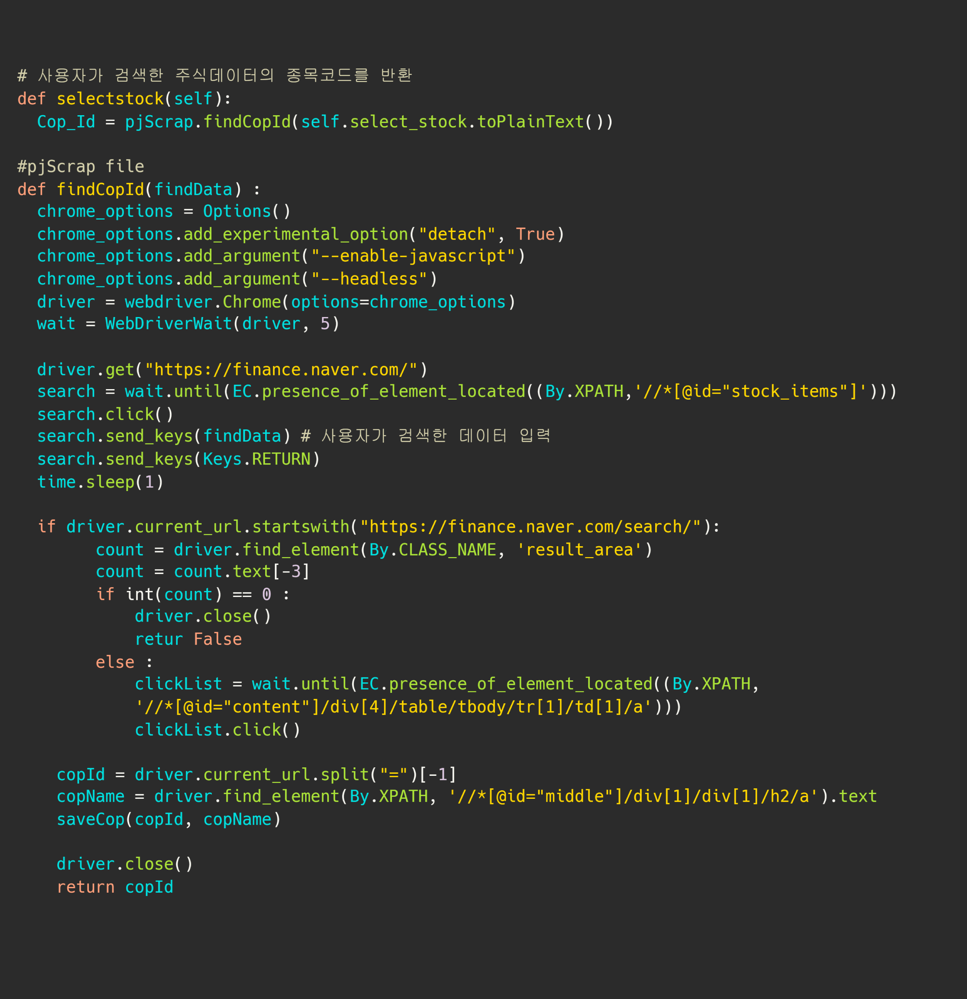 # 사용자가 검색한 주식데이터의 종목코드를 반환
def selectstock(self):
  Cop_Id = pjScrap.findCopId(self.select_stock.toPlainText())
#pjScrap file
def findCopId(findData) :
  chrome_options = Options()
  chrome_options.add_experimental_option("detach", True)
  chrome_options.add_argument("--enable-javascript")
  chrome_options.add_argument("--headless")
  driver = webdriver.Chrome(options=chrome_options)
  wait = WebDriverWait(driver, 5)
  driver.get("https://finance.naver.com/")
  search = wait.until(EC.presence_of_element_located((By.XPATH,'//*[@id="stock_items"]')))
  search.click()
  search.send_keys(findData) # 사용자가 검색한 데이터 입력
  search.send_keys(Keys.RETURN)
  time.sleep(1)
  if driver.current_url.startswith("https://finance.naver.com/search/"):
        count = driver.find_element(By.CLASS_NAME, 'result_area')
        count = count.text[-3]
        if int(count) == 0 :
            driver.close()
            retur False
        else :
            clickList = wait.until(EC.presence_of_element_located((By.XPATH,
            '//*[@id="content"]/div[4]/table/tbody/tr[1]/td[1]/a')))
            clickList.click()
    copId = driver.current_url.split("=")[-1]
    copName = driver.find_element(By.XPATH, '//*[@id="middle"]/div[1]/div[1]/h2/a').text
    saveCop(copId, copName)
    driver.close()
    return copId